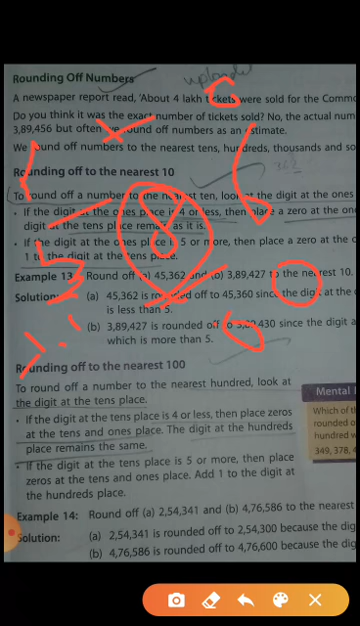 Rounding Off Numbers
A newspaper report read, 'About 4 lakh tickets were sold for the Comm
Do you think it was the exact number of tickets sold? No, the actual num
3,89,456 but often we round off numbers as an estimate.
We round off numbers to the nearest tens, hundreds, thousands and so
Rounding off to the nearest 10
To round off a number to the nearest ten, look at the digit at the ones
• If the digit at the ones place is 4 or less, then place a zero at the on
digit at the tens place remains as it is.
• If the digit at the ones place is 5 or more, then place a zero at the o
1 to the digit at the tens place.
Example 13: Round off (a) 45,362 and (b) 3,89,427 to the nearest 10.
Solution: (a) 45,362 is rounded off to 45,360 since the digit at the
is less than 5.
(b) 3,89,427 is rounded off to 3,89,430 since the digit a
which is more than 5.
Rounding off to the nearest 100
To round off a number to the nearest hundred, look at
the digit at the tens place.
• If the digit at the tens place is 4 or less, then place zeros
at the tens and ones place. The digit at the hundreds
place remains the same.
• If the digit at the tens place is 5 or more, then place
zeros at the tens and ones place. Add 1 to the digit at
the hundreds place.
Mental
Which of t
rounded o
hundred w
349, 378, 4
Example 14: Round off (a) 2,54,341 and (b) 4,76,586 to the nearest
Solution: (a) 2,54,341 is rounded off to 2,54,300 because the dig
(b) 4,76,586 is rounded off to 4,76,600 because the dig